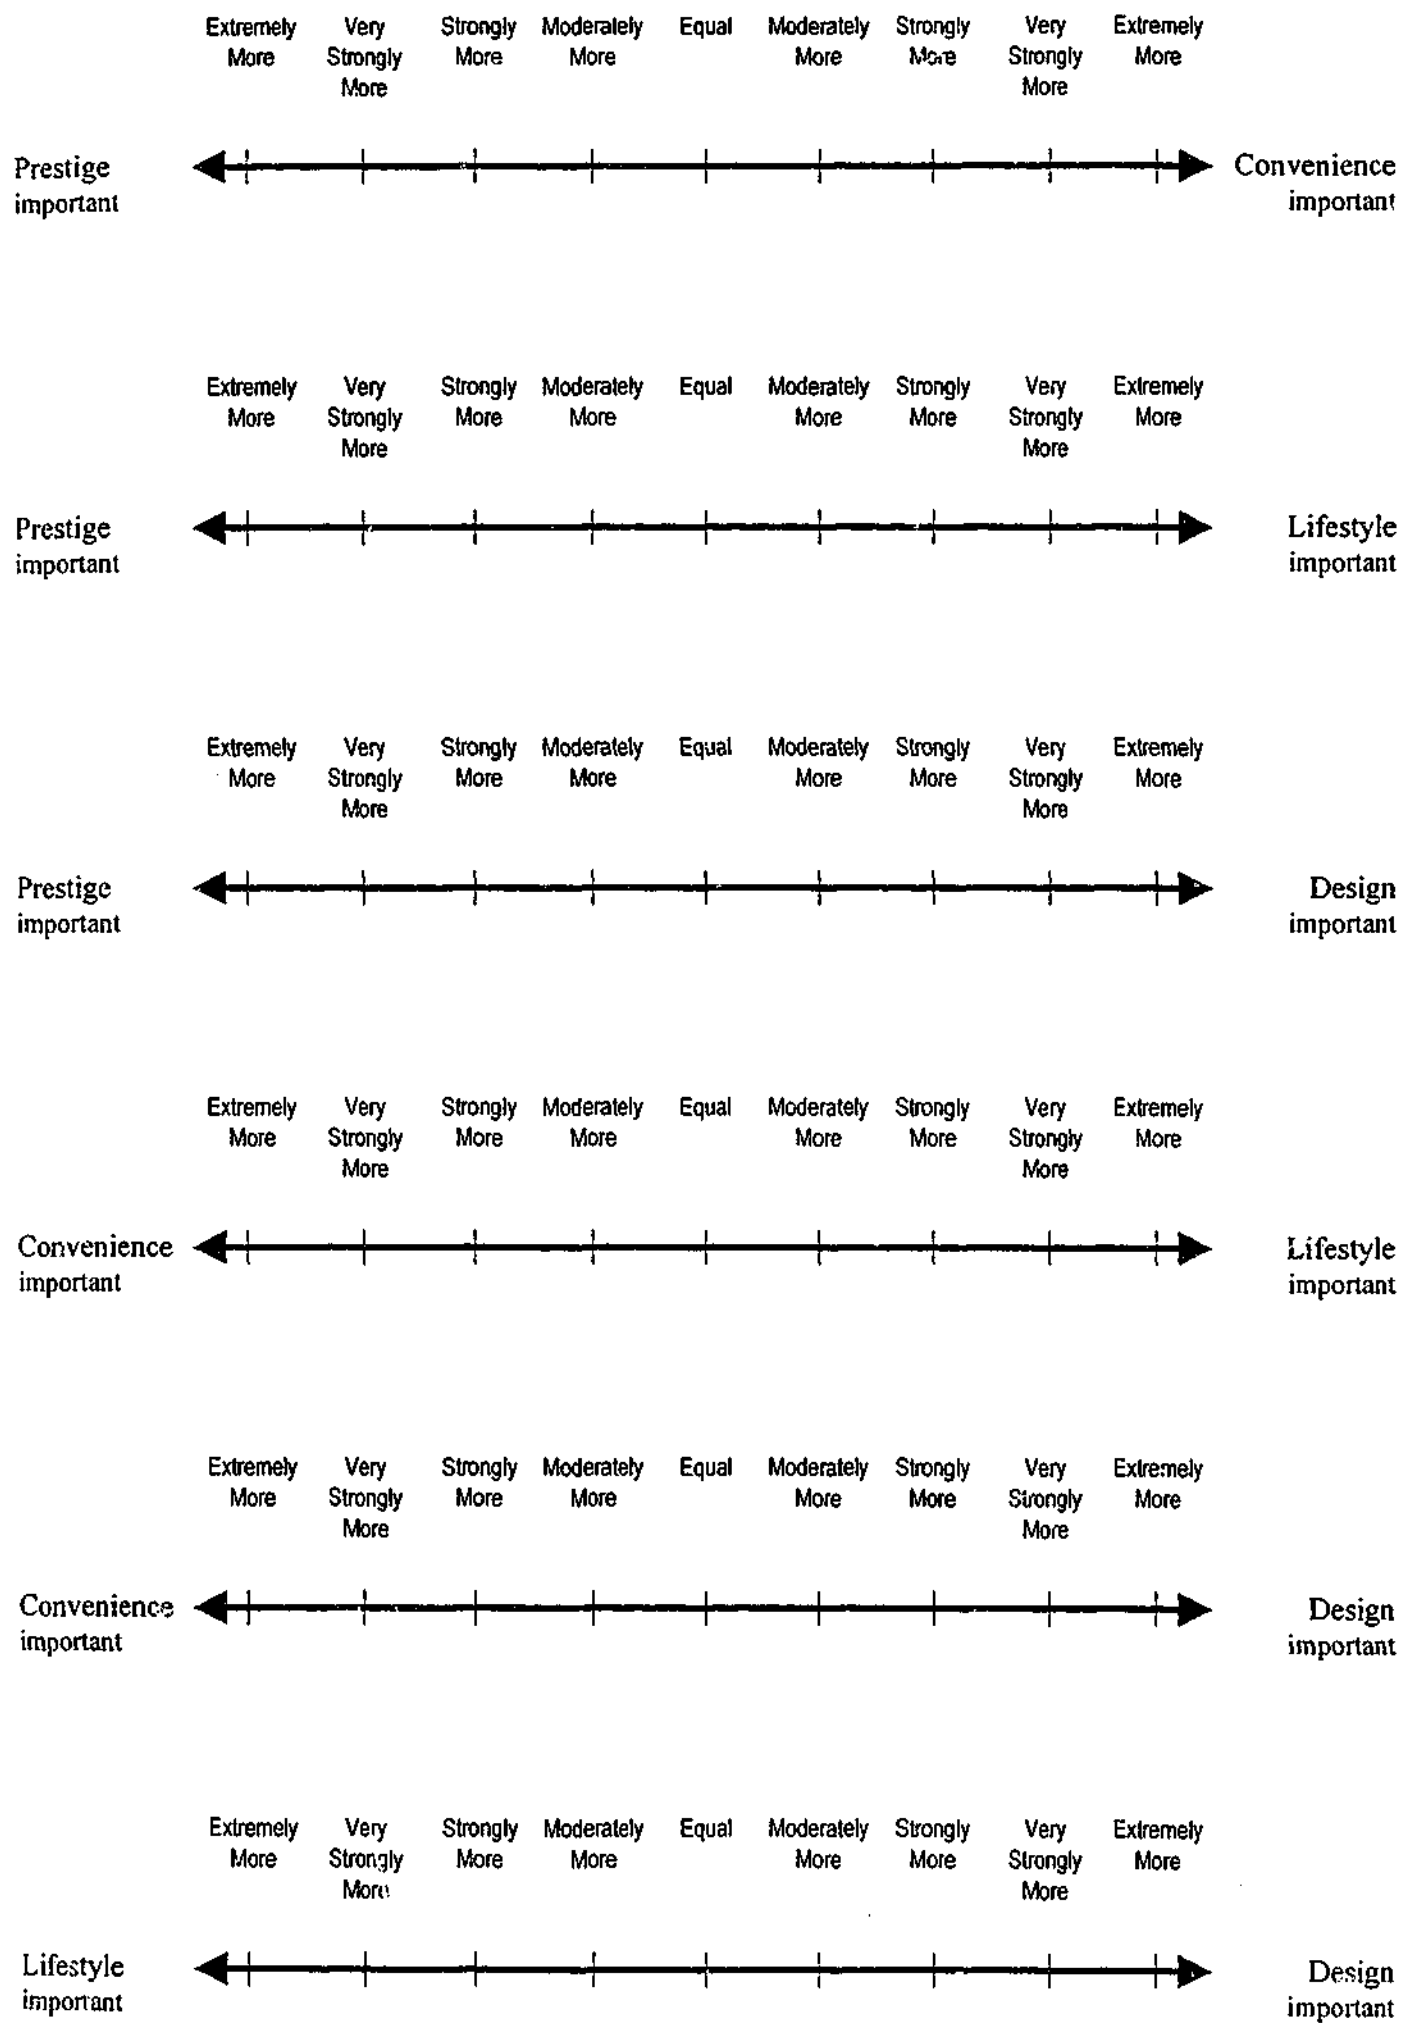 Extremely Very Strongly Moderately Equal Moderately Strongly Very Extremely
More Strongly More More More More Strongly More
More More
Prestige Convenience
important important
Extremely Very Strongly Moderately Equal Moderately Strongly Very Extremely
More Strongly More More More More Strongly More
More More
Prestige Lifestyle
important important
Extremely Very Strongly Moderately Equal Moderately Strongly Very Extremely
More Strongly More More More More Strongly More
More More
Prestige Design
important important
Extremely Very Strongly Moderately Equal Moderately Strongly Very Extremely
More Strongly More More More More Strongly More
More More
Convenience Lifestyle
important important
Extremely Very Strongly Moderately Equal Moderately Strongly Very Extremely
More Strongly More More More More Strongly More
More More
Convenience Design
important important
Extremely Very Strongly Moderately Equal Moderately Strongly Very Extremely
More Strongly More More More More Strongly More
More More
Lifestyle Design
important important